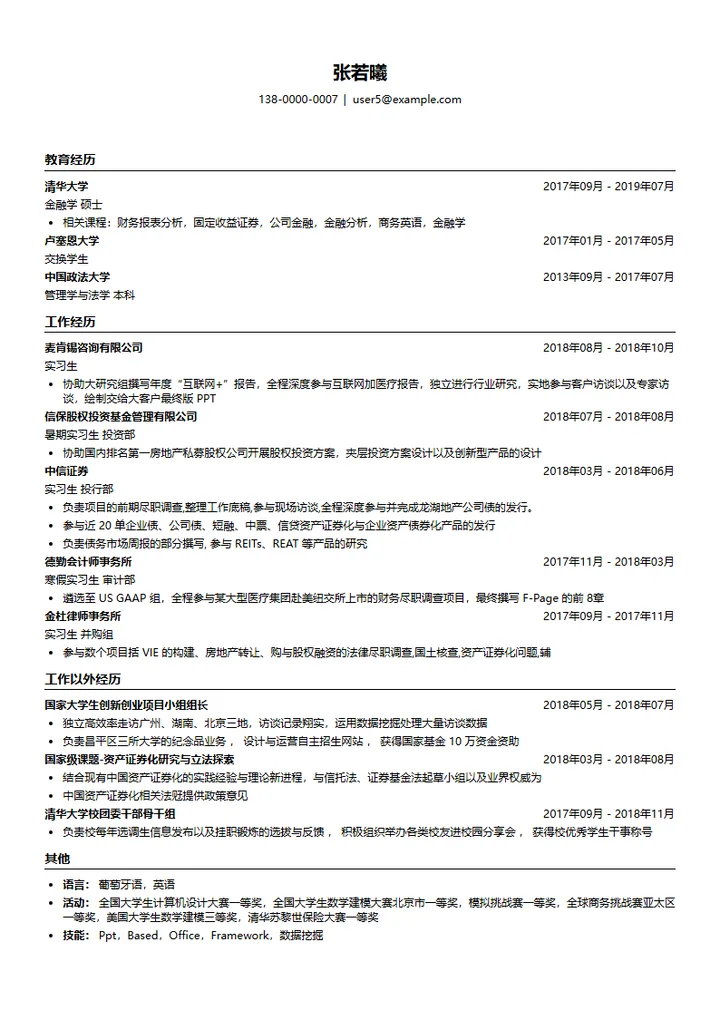 张若曦
138-0000-0007 | user5@example.com
教育经历
清华大学 2017年09月 - 2019年07月
金融学 硕士
• 相关课程：财务报表分析，固定收益证券，公司金融，金融分析，商务英语，金融学
卢塞恩大学 2017年01月 - 2017年05月
交换学生
中国政法大学 2013年09月 - 2017年07月
管理学与法学 本科
工作经历
麦肯锡咨询有限公司 2018年08月 - 2018年10月
实习生
• 协助大研究组撰写年度“互联网+”报告，全程深度参与互联网加医疗报告，独立进行行业研究，实地参与客户访谈以及专家访
谈，绘制交给大客户最终版 PPT
信保股权投资基金管理有限公司 2018年07月 - 2018年08月
暑期实习生 投资部
• 协助国内排名第一房地产私募股权公司开展股权投资方案，夹层投资方案设计以及创新型产品的设计
中信证券 2018年03月 - 2018年06月
实习生 投行部
• 负责项目的前期尽职调查,整理工作底稿,参与现场访谈,全程深度参与并完成龙湖地产公司债的发行。
• 参与近 20 单企业债、公司债、短融、中票、信贷资产证券化与企业资产债券化产品的发行
• 负责债务市场周报的部分撰写, 参与 REITs、REAT 等产品的研究
德勤会计师事务所 2017年11月 - 2018年03月
寒假实习生 审计部
• 遴选至 US GAAP 组，全程参与某大型医疗集团赴美纽交所上市的财务尽职调查项目，最终撰写 F-Page 的前 8章
金杜律师事务所 2017年09月 - 2017年11月
实习生 并购组
• 参与数个项目括 VIE 的构建、房地产转让、购与股权融资的法律尽职调查,国土核查,资产证券化问题,辅
工作以外经历
国家大学生创新创业项目小组组长 2018年05月 - 2018年07月
• 独立高效率走访广州、湖南、北京三地，访谈记录翔实，运用数据挖掘处理大量访谈数据
• 负责昌平区三所大学的纪念品业务 ， 设计与运营自主招生网站 ， 获得国家基金 10 万资金资助
国家级课题-资产证券化研究与立法探索 2018年03月 - 2018年08月
• 结合现有中国资产证券化的实践经验与理论新进程，与信托法、证券基金法起草小组以及业界权威为
• 中国资产证券化相关法冠提供政策意见
清华大学校团委干部骨干组 2017年09月 - 2018年11月
• 负责校每年选调生信息发布以及挂职锻炼的选拔与反馈 ， 积极组织举办各类校友进校园分享会 ， 获得校优秀学生干事称号
其他
• 语言： 葡萄牙语，英语
• 活动： 全国大学生计算机设计大赛一等奖，全国大学生数学建模大赛北京市一等奖，模拟挑战赛一等奖，全球商务挑战赛亚太区
一等奖，美国大学生数学建模三等奖，清华苏黎世保险大赛一等奖
• 技能： Ppt，Based，Office，Framework，数据挖掘